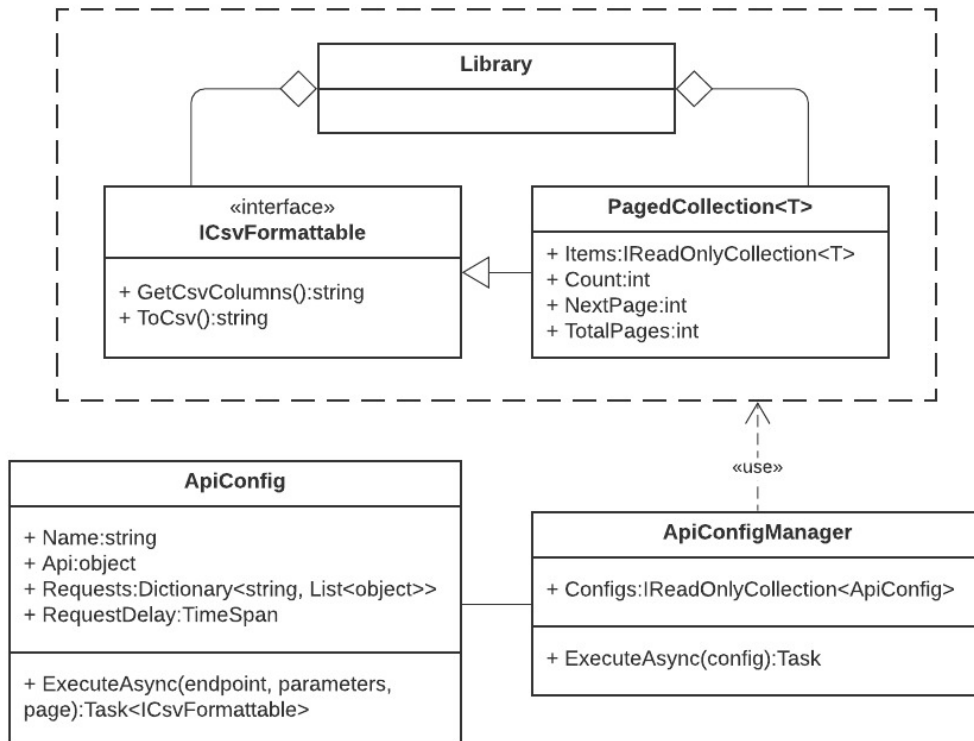 Library
«interface»
ICsvFormattable
+ GetCsvColumns():string
+ ToCsv():string
PagedCollection<T>
+ Items:IReadOnlyCollection<T>
+ Count:int
+ NextPage:int
+ TotalPages:int
«use»
ApiConfig
+ Name:string
+ Api:object
+ Requests:Dictionary<string, List<object>>
+ RequestDelay:TimeSpan
+ ExecuteAsync(endpoint, parameters,
page):Task<ICsvFormattable>
ApiConfigManager
+ Configs:IReadOnlyCollection<ApiConfig>
+ ExecuteAsync(config):Task